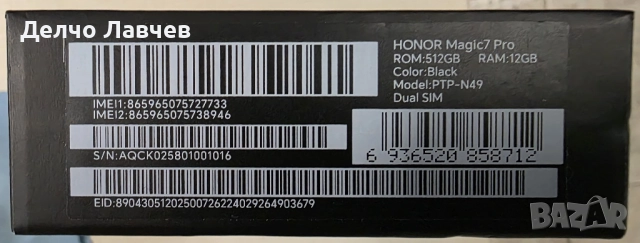 Делчо Лавчев
HONOR Magic7 Pro
ROM:512GB RAM:12GB
Color:Black
Model:PTP-N49
Dual SIM
IMEI1:865965075727733
IMEI2:865965075738946
S/N:AQCK025801001016
6 936520 858712
EID:89043051202500726224029264903679
BAZAR